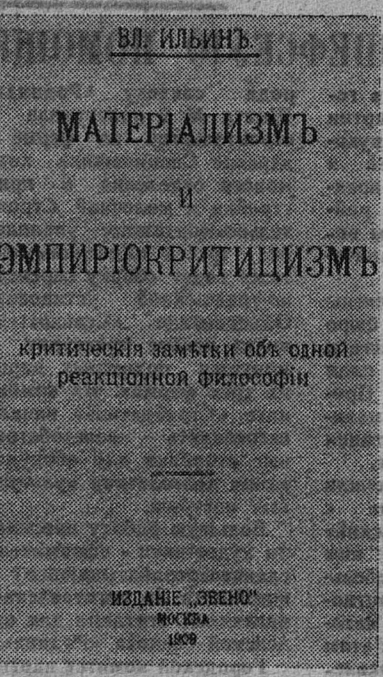 ВЛ. ИЛЬИНЪ.
МАТЕРІАЛИЗМЪ
И
ЭМПИРІОКРИТИЦИЗМЪ
критическія замѣтки объ одной
реакціонной философіи
ИЗДАНІЕ „ЗВЕНО"
МОСКВА
1909